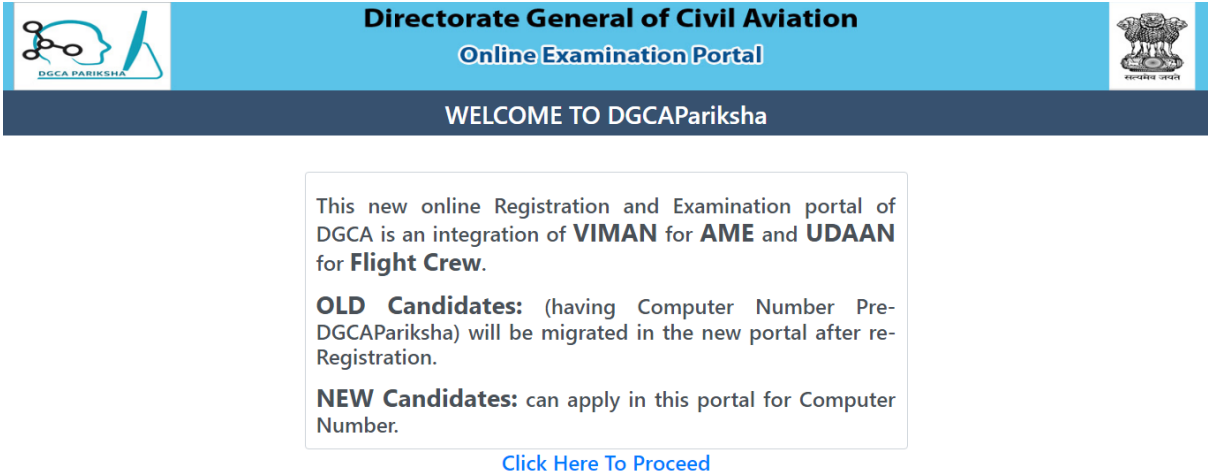 Directorate General of Civil Aviation
Online Examination Portal
DGCA PARIKSHA
सत्यमेव जयते
WELCOME TO DGCAPariksha
This new online Registration and Examination portal of
DGCA is an integration of VIMAN for AME and UDAAN
for Flight Crew.
OLD Candidates: (having Computer Number Pre-
DGCAPariksha) will be migrated in the new portal after re-
Registration.
NEW Candidates: can apply in this portal for Computer
Number.
Click Here To Proceed